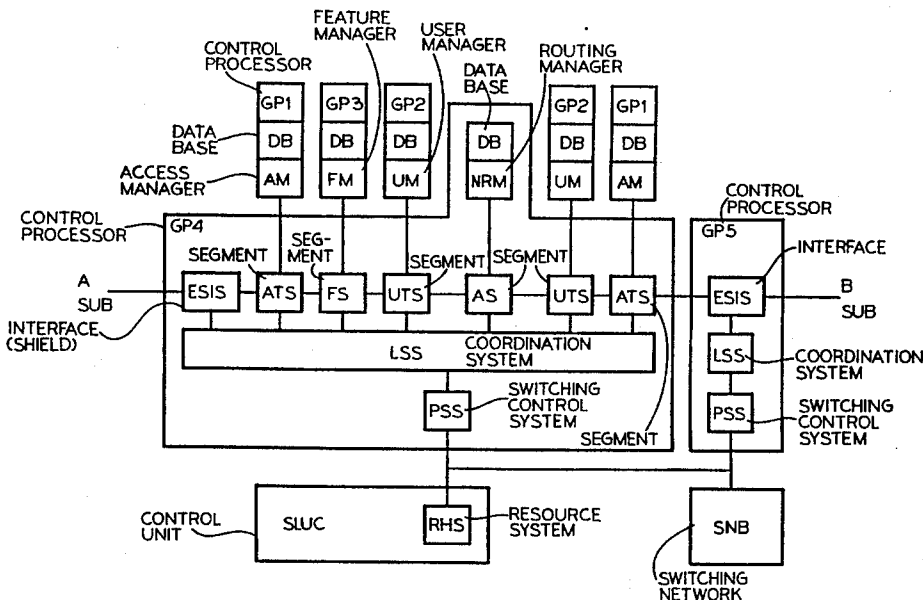 FEATURE
MANAGER
USER
MANAGER
CONTROL
PROCESSOR
DATA
BASE
ROUTING
MANAGER
GP1
GP3
GP2
GP2
GP1
DATA
BASE
DB
DB
DB
DB
DB
DB
ACCESS
MANAGER
AM
FM
UM
NRM
UM
AM
CONTROL
PROCESSOR
GP4
CONTROL
PROCESSOR
GP5
SEGMENT
SEG-
MENT
SEGMENT
SEGMENT
INTERFACE
A
SUB
ESIS
ATS
FS
UTS
AS
UTS
ATS
ESIS
B
SUB
INTERFACE
(SHIELD)
LSS
COORDINATION
SYSTEM
LSS
COORDINATION
SYSTEM
PSS
SWITCHING
CONTROL
SYSTEM
SEGMENT
PSS
SWITCHING
CONTROL
SYSTEM
CONTROL
UNIT
SLUC
RHS
RESOURCE
SYSTEM
SNB
SWITCHING
NETWORK